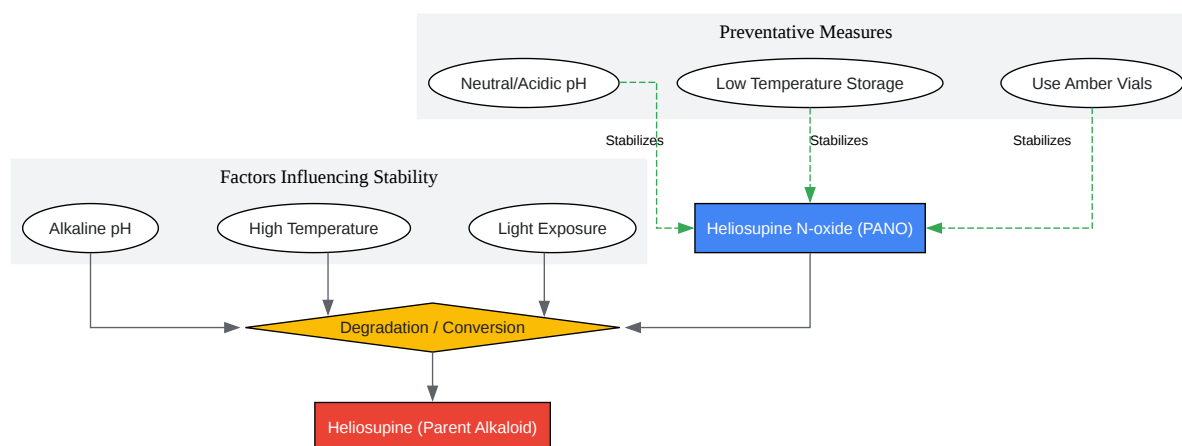 Preventative Measures
Neutral/Acidic pH
Low Temperature Storage
Use Amber Vials
Stabilizes
Stabilizes
Stabilizes
Factors Influencing Stability
Alkaline pH
High Temperature
Light Exposure
Heliosupine N-oxide (PANO)
Degradation / Conversion
Heliosupine (Parent Alkaloid)